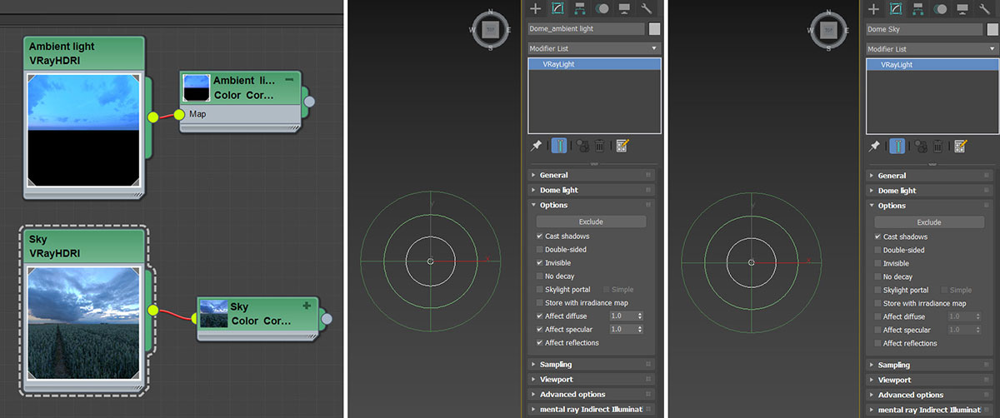 Ambient light
VRayHDRI
Ambient li...
Color Cor...
Map
Sky
VRayHDRI
Sky
Color Cor...
N
W
TOP
E
S
y
x
Dome_ambient light
Modifier List
VRayLight
General
Dome light
Options
Exclude
Cast shadows
Double-sided
Invisible
No decay
Skylight portal Simple
Store with irradiance map
Affect diffuse 1.0
Affect specular 1.0
Affect reflections
Sampling
Viewport
Advanced options
mental ray Indirect Illuminat
N
W
TOP
E
S
y
x
Dome Sky
Modifier List
VRayLight
General
Dome light
Options
Exclude
Cast shadows
Double-sided
Invisible
No decay
Skylight portal Simple
Store with irradiance map
Affect diffuse 1.0
Affect specular 1.0
Affect reflections
Sampling
Viewport
Advanced options
mental ray Indirect Illuminat